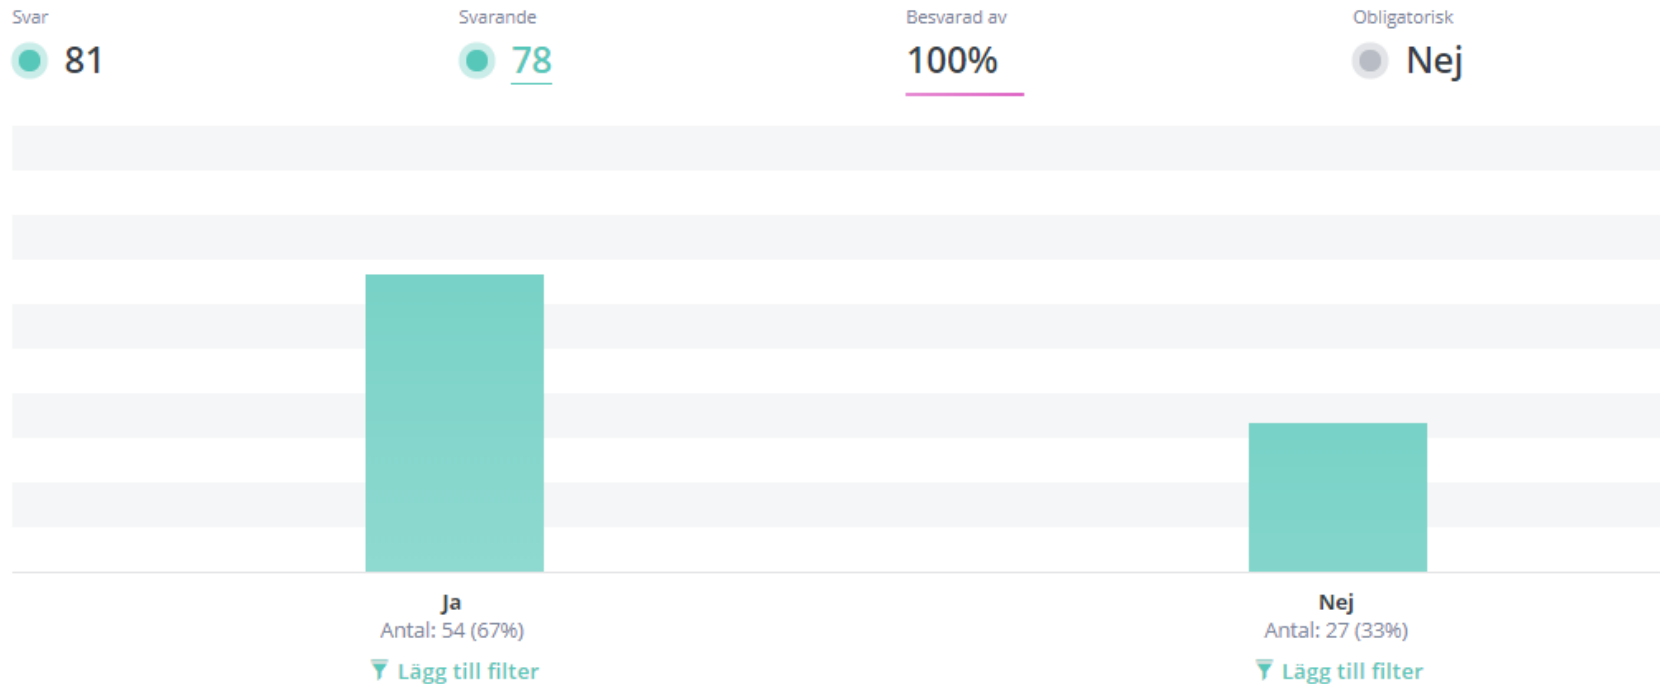 Svar Svarande Besvarad av Obligatorisk
81 78 100% Nej
Ja Nej
Antal: 54 (67%) Antal: 27 (33%)
Lägg till filter Lägg till filter